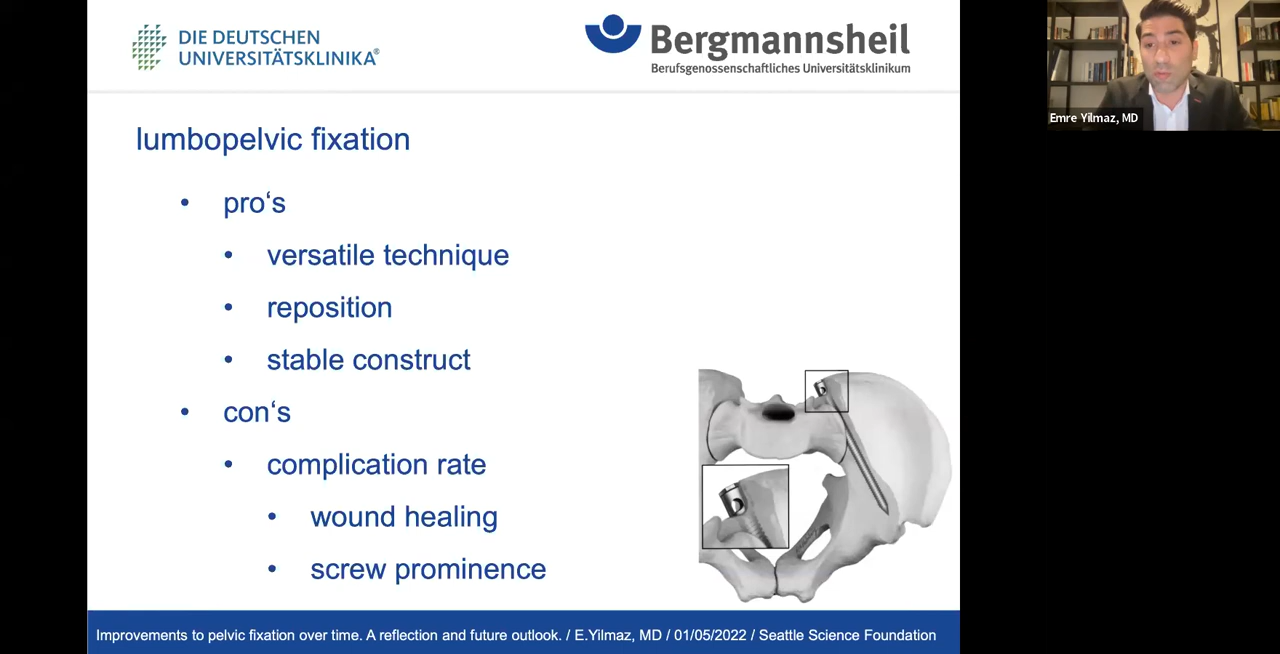 DIE DEUTSCHEN
UNIVERSITÄTSKLINIKA®
Bergmannsheil
Berufsgenossenschaftliches Universitätsklinikum
Emre Yilmaz, MD
lumbopelvic fixation
• pro‘s
• versatile technique
• reposition
• stable construct
• con‘s
• complication rate
• wound healing
• screw prominence
Improvements to pelvic fixation over time. A reflection and future outlook. / E.Yilmaz, MD / 01/05/2022 / Seattle Science Foundation